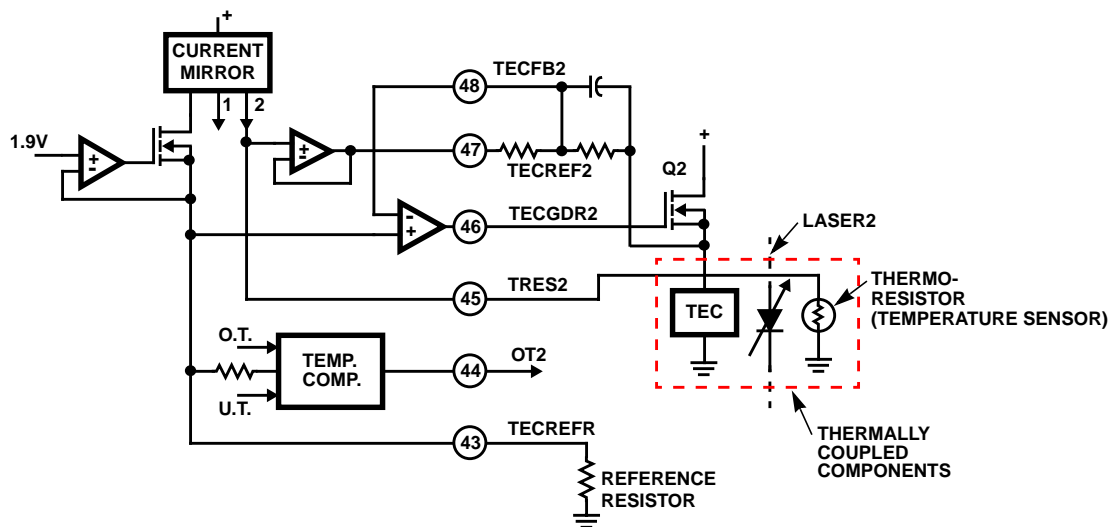 +
CURRENT
MIRROR
1
2
1.9V
+
-
+
-
48
TECFB2
47
TECREF2
-
+
46
TECGDR2
+
Q2
LASER2
45
TRES2
TEC
THERMO-
RESISTOR
(TEMPERATURE SENSOR)
O.T.
TEMP.
COMP.
U.T.
44
OT2
43
TECREFR
REFERENCE
RESISTOR
THERMALLY
COUPLED
COMPONENTS